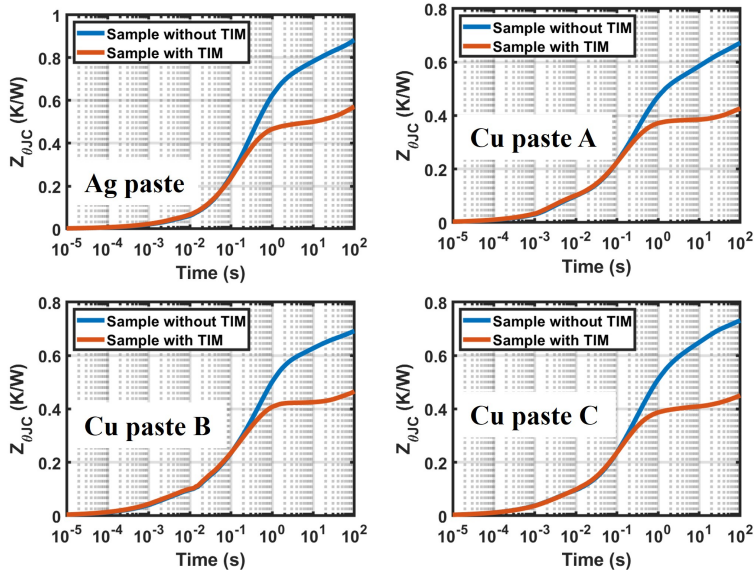 Z_θJC (K/W)
1
0.8
0.6
0.4
0.2
0
Sample without TIM
Sample with TIM
Ag paste
10^-5 10^-4 10^-3 10^-2 10^-1 10^0 10^1 10^2
Time (s)
Z_θJC (K/W)
0.8
0.6
0.4
0.2
0
Sample without TIM
Sample with TIM
Cu paste A
10^-5 10^-4 10^-3 10^-2 10^-1 10^0 10^1 10^2
Time (s)
Z_θJC (K/W)
0.8
0.6
0.4
0.2
0
Sample without TIM
Sample with TIM
Cu paste B
10^-5 10^-4 10^-3 10^-2 10^-1 10^0 10^1 10^2
Time (s)
Z_θJC (K/W)
0.8
0.6
0.4
0.2
0
Sample without TIM
Sample with TIM
Cu paste C
10^-5 10^-4 10^-3 10^-2 10^-1 10^0 10^1 10^2
Time (s)